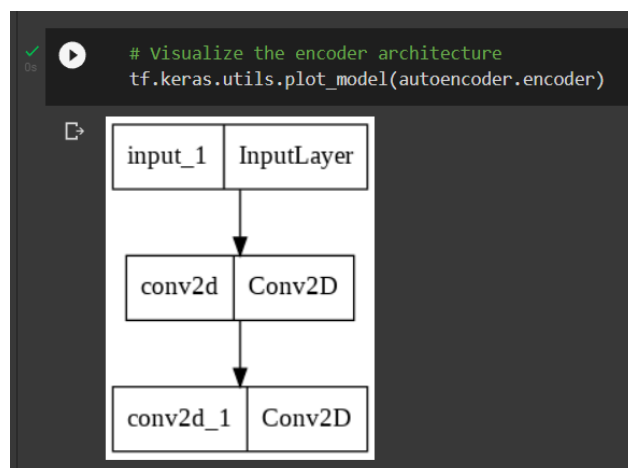 # Visualize the encoder architecture
0s
tf.keras.utils.plot_model(autoencoder.encoder)
input_1 InputLayer
conv2d Conv2D
conv2d_1 Conv2D